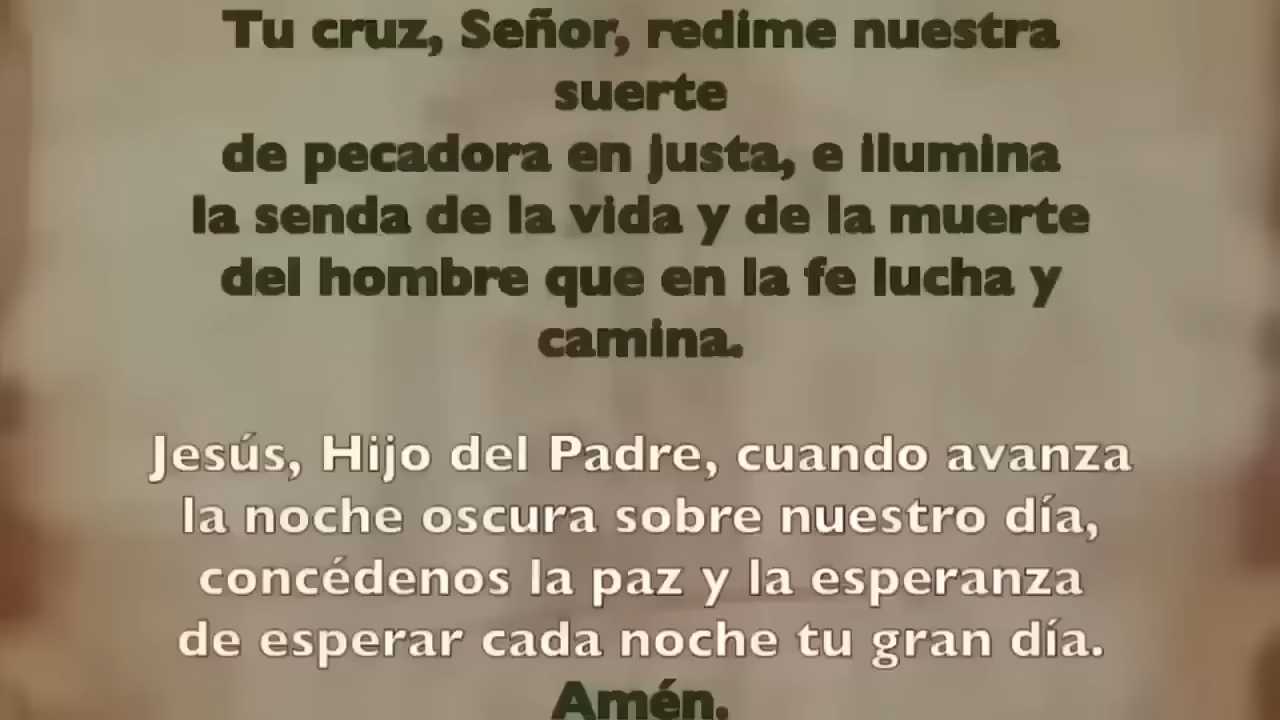 Tu cruz, Señor, redime nuestra
suerte
de pecadora en justa, e ilumina
la senda de la vida y de la muerte
del hombre que en la fe lucha y
camina.
Jesús, Hijo del Padre, cuando avanza
la noche oscura sobre nuestro día,
concédenos la paz y la esperanza
de esperar cada noche tu gran día.
Amén.